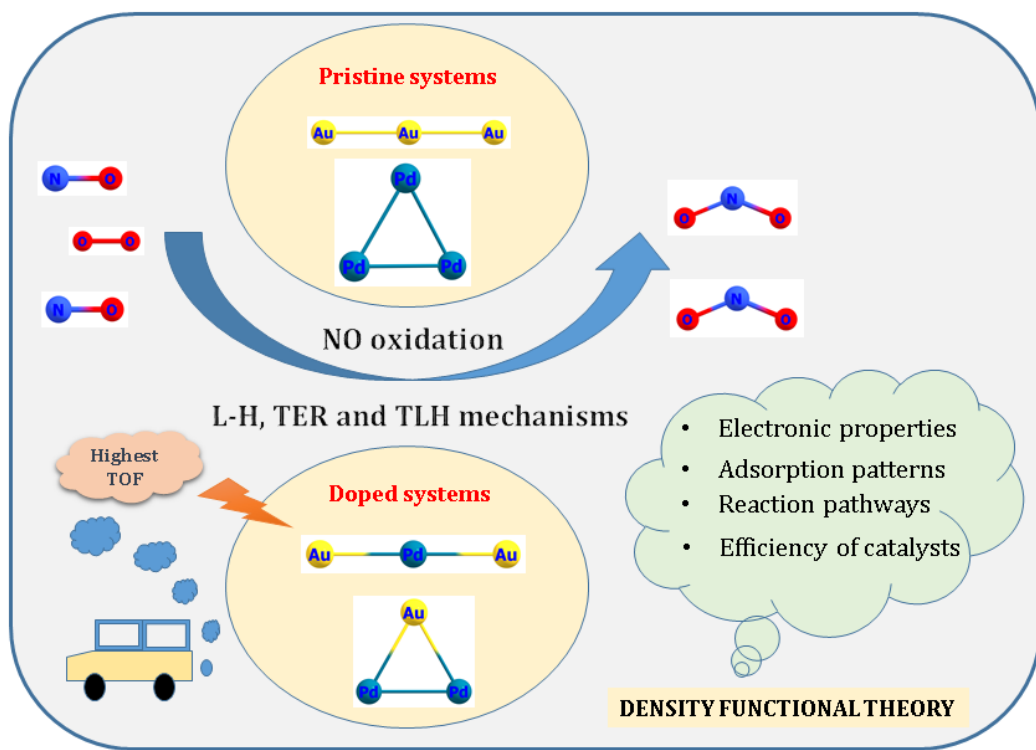 Pristine systems
Au Au Au
Pd
Pd Pd
N O
O O
N O
N
O O
N
O O
NO oxidation
L-H, TER and TLH mechanisms
Highest
TOF
Doped systems
Au Pd Au
Au
Pd Pd
• Electronic properties
• Adsorption patterns
• Reaction pathways
• Efficiency of catalysts
DENSITY FUNCTIONAL THEORY